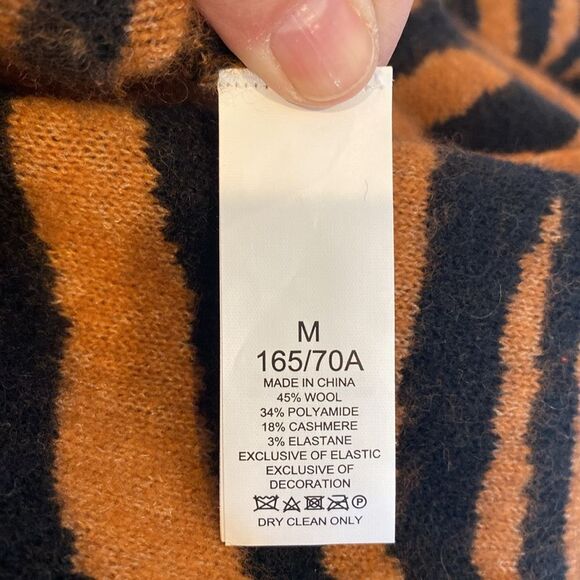 M
165/70A
MADE IN CHINA
45% WOOL
34% POLYAMIDE
18% CASHMERE
3% ELASTANE
EXCLUSIVE OF ELASTIC
EXCLUSIVE OF
DECORATION
P
DRY CLEAN ONLY